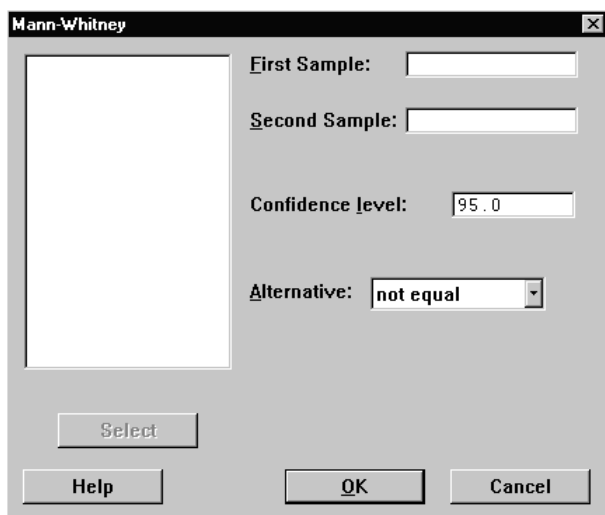 Mann-Whitney
First Sample:
Second Sample:
Confidence level:
95.0
Alternative:
not equal
Select
Help
OK
Cancel